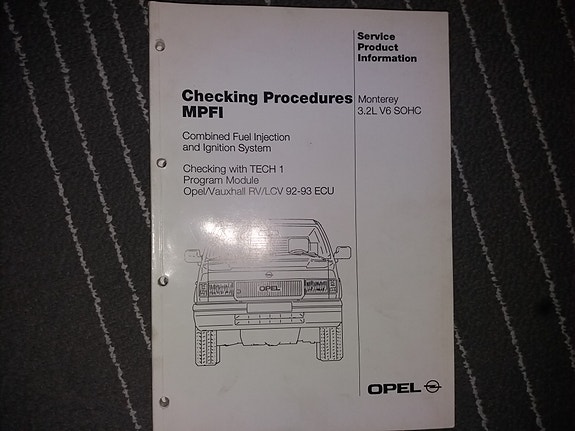 Service
Product
Information
Checking Procedures
MPFI
Monterey
3.2L V6 SOHC
Combined Fuel Injection
and Ignition System
Checking with TECH 1
Program Module
Opel/Vauxhall RV/LCV 92-93 ECU
OPEL
OPEL